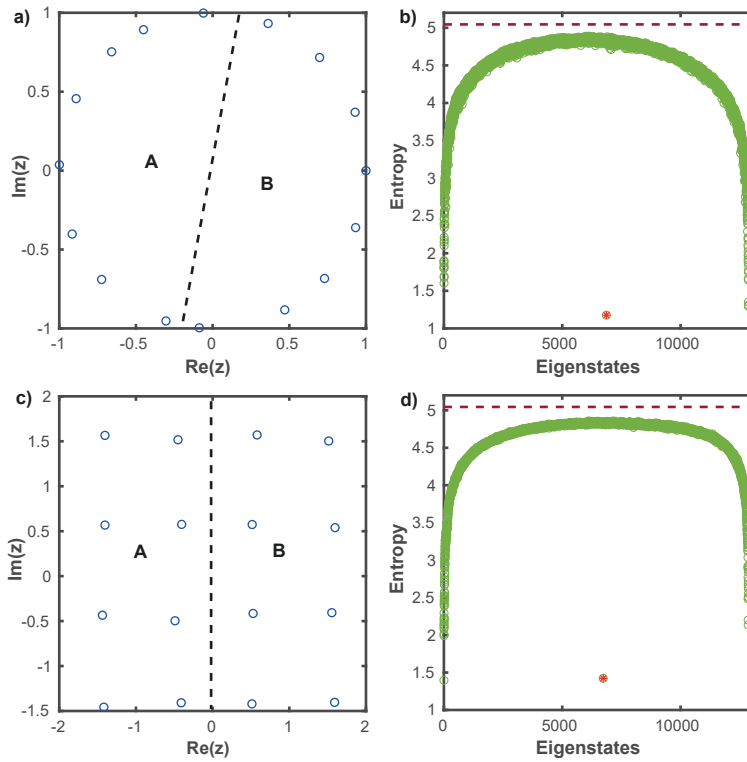 a)
1
0.5
0
-0.5
-1
Im(z)
A
B
-1 -0.5 0 0.5 1
Re(z)
b)
5
4.5
4
3.5
3
2.5
2
1.5
1
Entropy
0 5000 10000
Eigenstates
c)
2
1.5
1
0.5
0
-0.5
-1
-1.5
Im(z)
A
B
-2 -1 0 1 2
Re(z)
d)
5
4.5
4
3.5
3
2.5
2
1.5
1
Entropy
0 5000 10000
Eigenstates